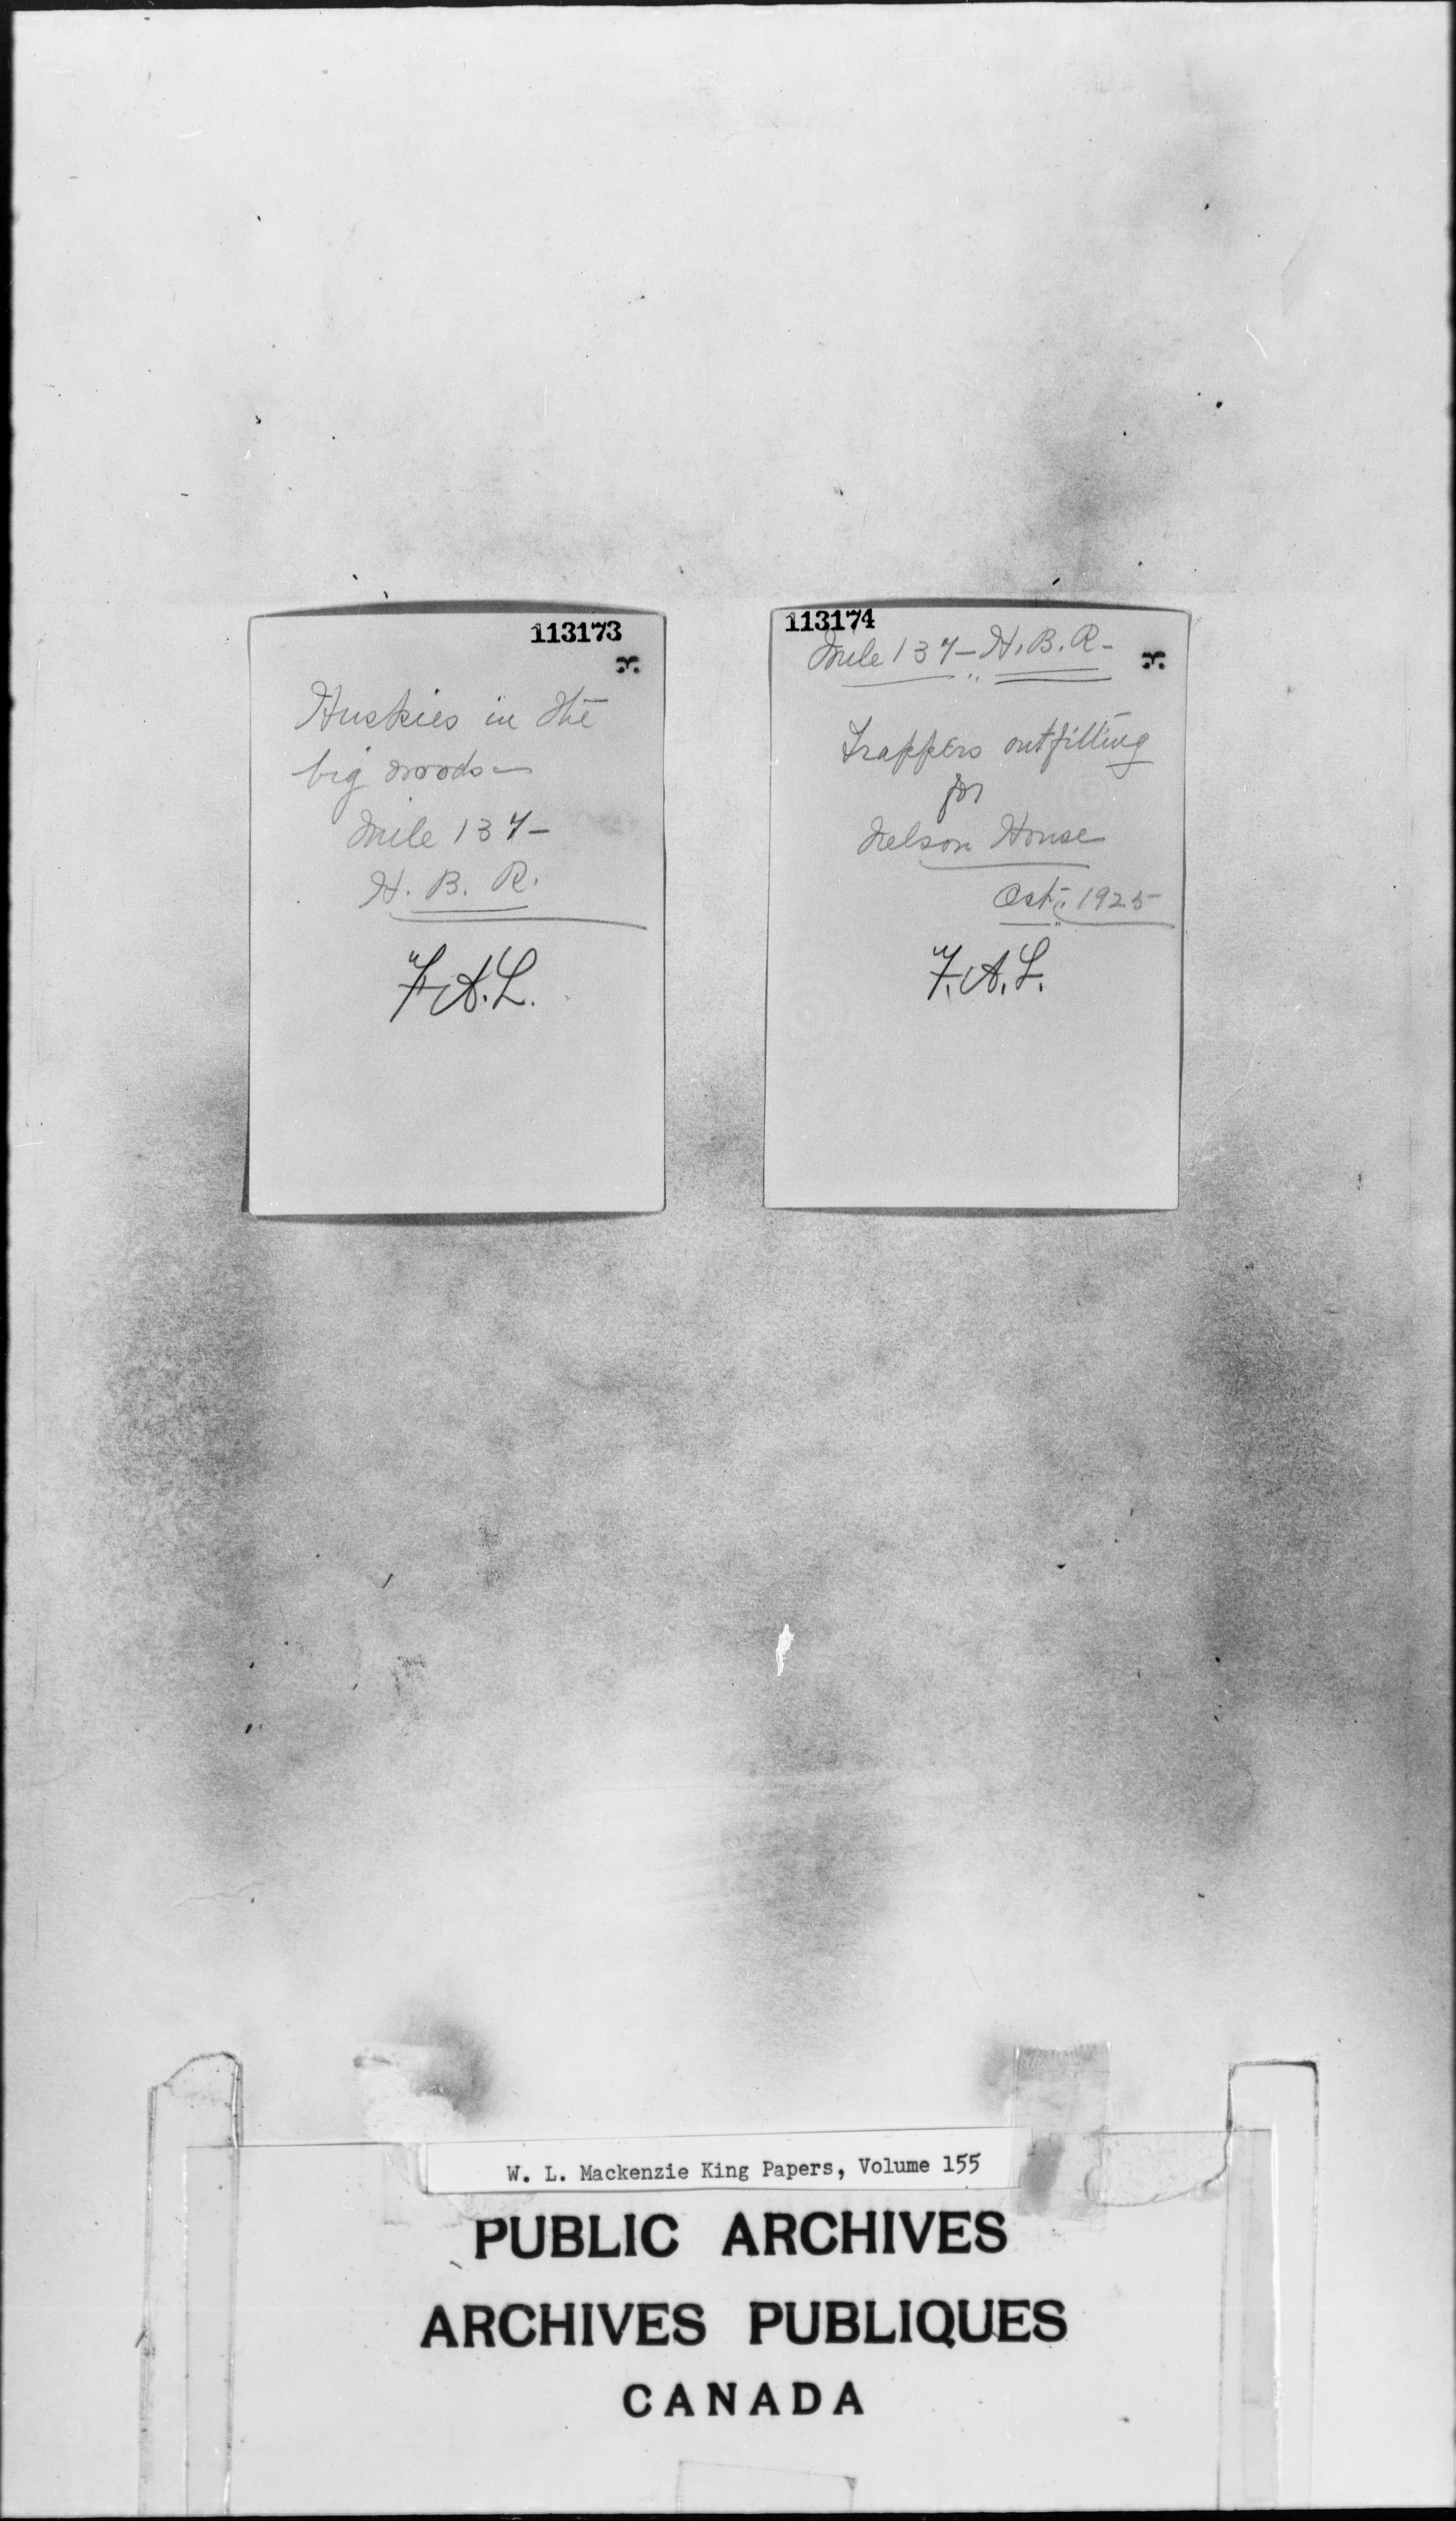 113173
Huskies in the
big woods—
Mile 137—
H. B. R.
F.A.L.
113174
Mile 137— H. B. R—
Trappers outfitting
for
Nelson House
Oct. 1925
F.A.L.
W. L. Mackenzie King Papers, Volume 155
PUBLIC ARCHIVES
ARCHIVES PUBLIQUES
CANADA